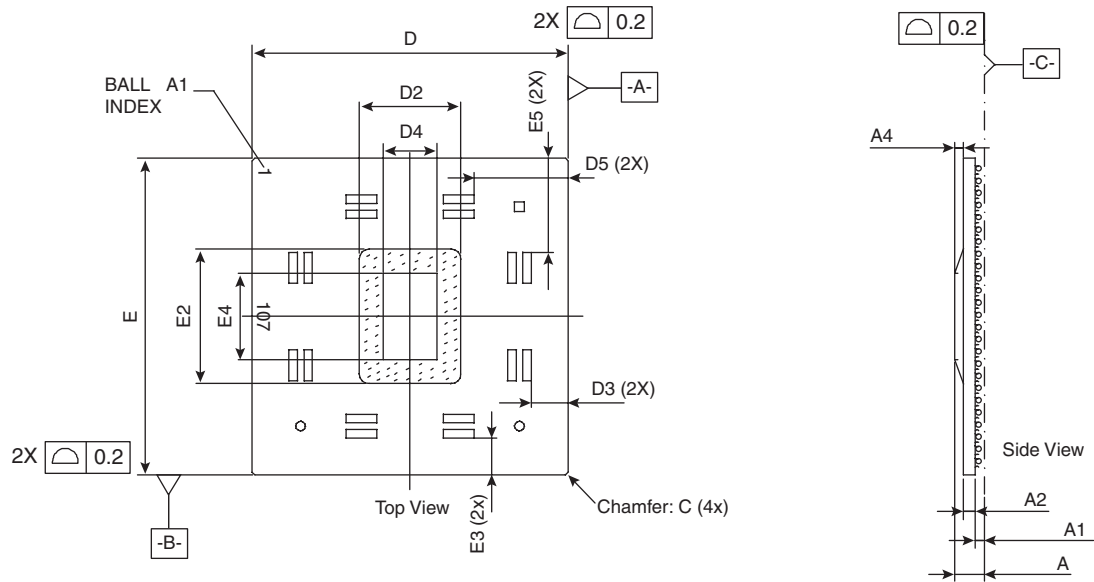 2X 0.2
D
0.2
-C-
BALL A1
INDEX
D2
-A-
E5 (2X)
D4
A4
D5 (2X)
1
E
E2
E4
107
D3 (2X)
2X 0.2
Side View
Top View
E3 (2x)
Chamfer: C (4x)
A2
-B-
A1
A